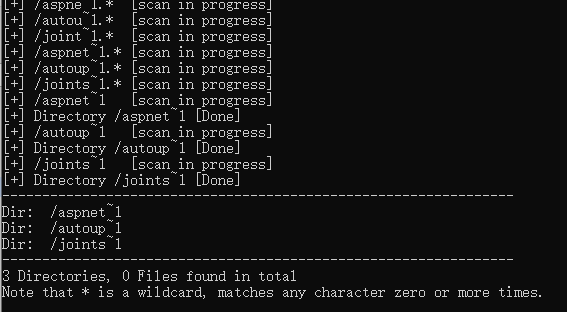 [+] /aspne~1.* [scan in progress]
[+] /autou~1.* [scan in progress]
[+] /joint~1.* [scan in progress]
[+] /aspnet~1.* [scan in progress]
[+] /autoup~1.* [scan in progress]
[+] /joints~1.* [scan in progress]
[+] /aspnet~1 [scan in progress]
[+] Directory /aspnet~1 [Done]
[+] /autoup~1 [scan in progress]
[+] Directory /autoup~1 [Done]
[+] /joints~1 [scan in progress]
[+] Directory /joints~1 [Done]
----------------------------------------------------------------
Dir: /aspnet~1
Dir: /autoup~1
Dir: /joints~1
----------------------------------------------------------------
3 Directories, 0 Files found in total
Note that * is a wildcard, matches any character zero or more times.